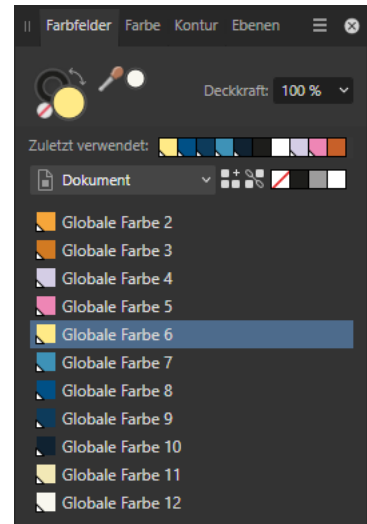 Farbfelder Farbe Kontur Ebenen
Deckkraft: 100 %
Zuletzt verwendet:
Dokument
Globale Farbe 2
Globale Farbe 3
Globale Farbe 4
Globale Farbe 5
Globale Farbe 6
Globale Farbe 7
Globale Farbe 8
Globale Farbe 9
Globale Farbe 10
Globale Farbe 11
Globale Farbe 12